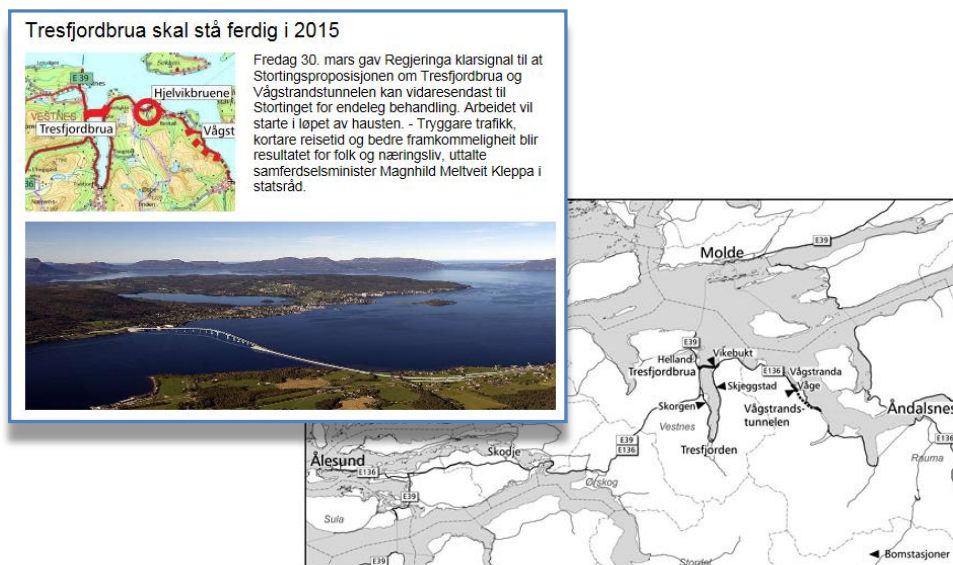 Tresfjordbrua skal stå ferdig i 2015
Fredag 30. mars gav Regjeringa klarsignal til at
Stortingsproposisjonen om Tresfjordbrua og
Vågstrandstunnelen kan vidaresendast til
Stortinget for endeleg behandling. Arbeidet vil
starte i løpet av hausten. - Tryggare trafikk,
kortare reisetid og bedre framkommeligheit blir
resultatet for folk og næringsliv, uttalte
samferdselsminister Magnhild Meltveit Kleppa i
statsråd.
E39
Hjelvikbruene
VESTNES
Tresfjordbrua
Vågst
Molde
E39
E39
Vikebukt
Helland
Tresfjordbrua
E136
Vågstranda
Våge
Skjeggstad
Skorgen
Vågstrands-
tunnelen
Åndalsnes
Vestnes
E39
E136
E136
Tresfjorden
Rauma
Skodje
Ålesund
E136
Ørskog
E39
Sula
Bomstasjoner
E39
Stordal